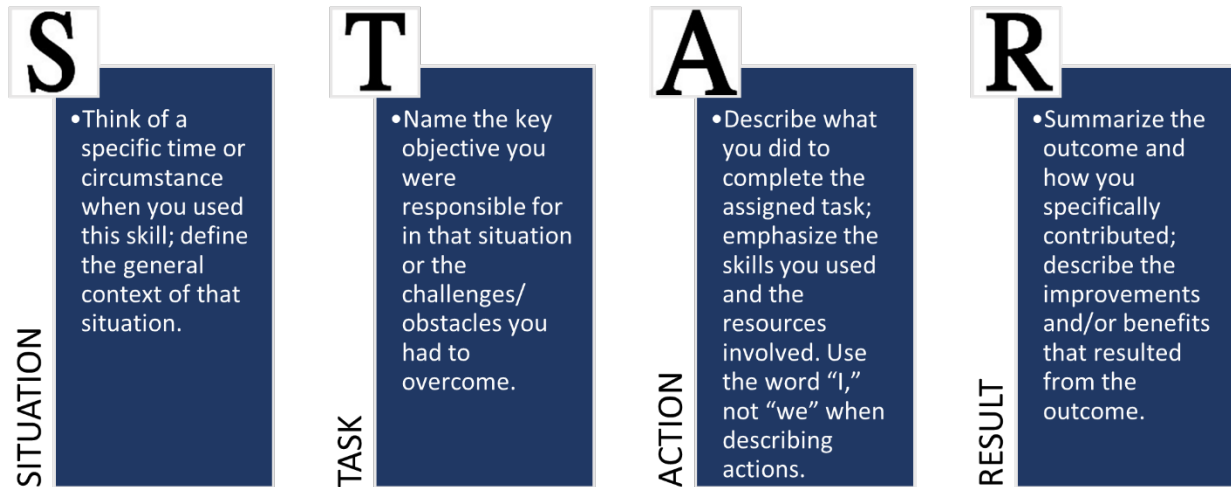 S
SITUATION
•Think of a
specific time or
circumstance
when you used
this skill; define
the general
context of that
situation.
T
TASK
•Name the key
objective you
were
responsible for
in that situation
or the
challenges/
obstacles you
had to
overcome.
A
ACTION
•Describe what
you did to
complete the
assigned task;
emphasize the
skills you used
and the
resources
involved. Use
the word “I,”
not “we” when
describing
actions.
R
RESULT
•Summarize the
outcome and
how you
specifically
contributed;
describe the
improvements
and/or benefits
that resulted
from the
outcome.